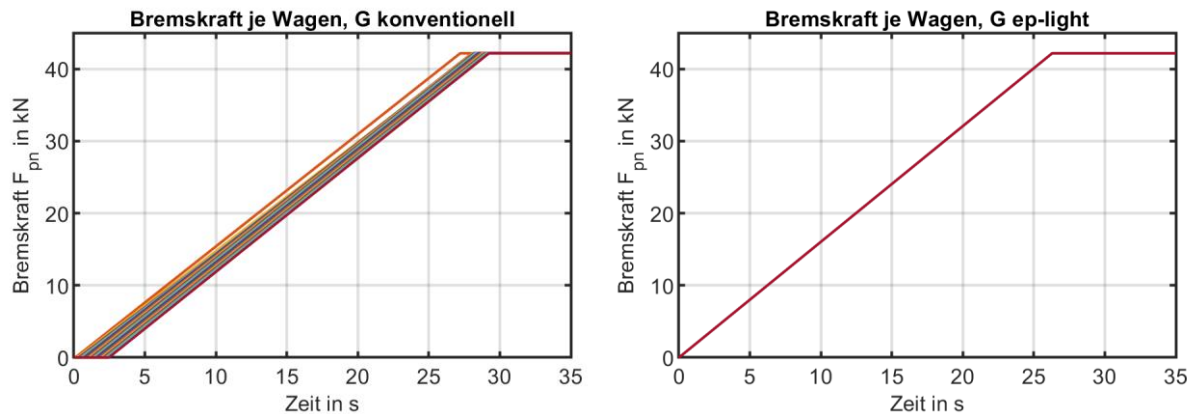 Bremskraft je Wagen, G konventionell
Bremskraft F_pn in kN
40
30
20
10
0
0 5 10 15 20 25 30 35
Zeit in s
Bremskraft je Wagen, G ep-light
Bremskraft F_pn in kN
40
30
20
10
0
0 5 10 15 20 25 30 35
Zeit in s